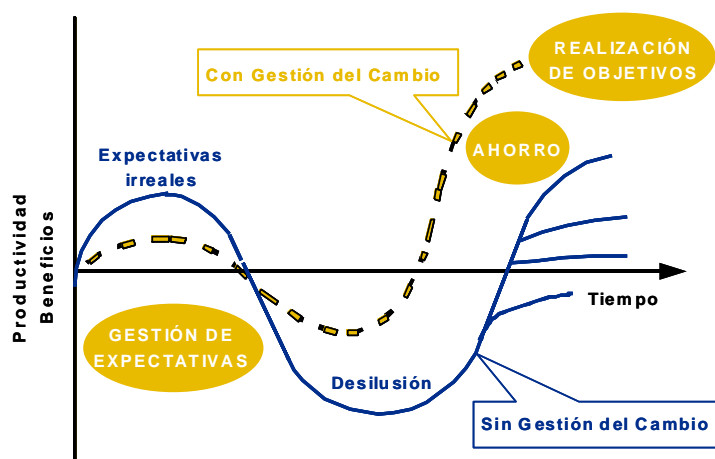 REALIZACIÓN
DE OBJETIVOS
Con Gestión del Cambio
AHORRO
Expectativas
irreales
Productividad
Beneficios
Tiempo
GESTIÓN DE
EXPECTATIVAS
Desilusión
Sin Gestión del Cambio